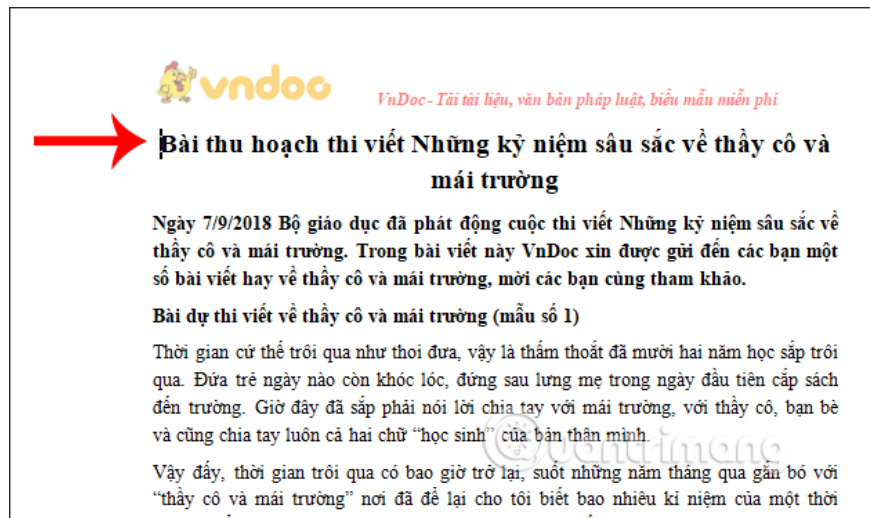 vndoc
VnDoc - Tải tài liệu, văn bản pháp luật, biểu mẫu miễn phí
Bài thu hoạch thi viết Những kỷ niệm sâu sắc về thầy cô và
mái trường
Ngày 7/9/2018 Bộ giáo dục đã phát động cuộc thi viết Những kỷ niệm sâu sắc về
thầy cô và mái trường. Trong bài viết này VnDoc xin được gửi đến các bạn một
số bài viết hay về thầy cô và mái trường, mời các bạn cùng tham khảo.
Bài dự thi viết về thầy cô và mái trường (mẫu số 1)
Thời gian cứ thế trôi qua như thoi đưa, vậy là thấm thoắt đã mười hai năm học sắp trôi
qua. Đứa trẻ ngày nào còn khóc lóc, đứng sau lưng mẹ trong ngày đầu tiên cắp sách
đến trường. Giờ đây đã sắp phải nói lời chia tay với mái trường, với thầy cô, bạn bè
và cũng chia tay luôn cả hai chữ “học sinh” của bản thân mình.
Quantrimang
Vậy đấy, thời gian trôi qua có bao giờ trở lại, suốt những năm tháng qua gắn bó với
“thầy cô và mái trường” nơi đã để lại cho tôi biết bao nhiêu kỉ niệm của một thời